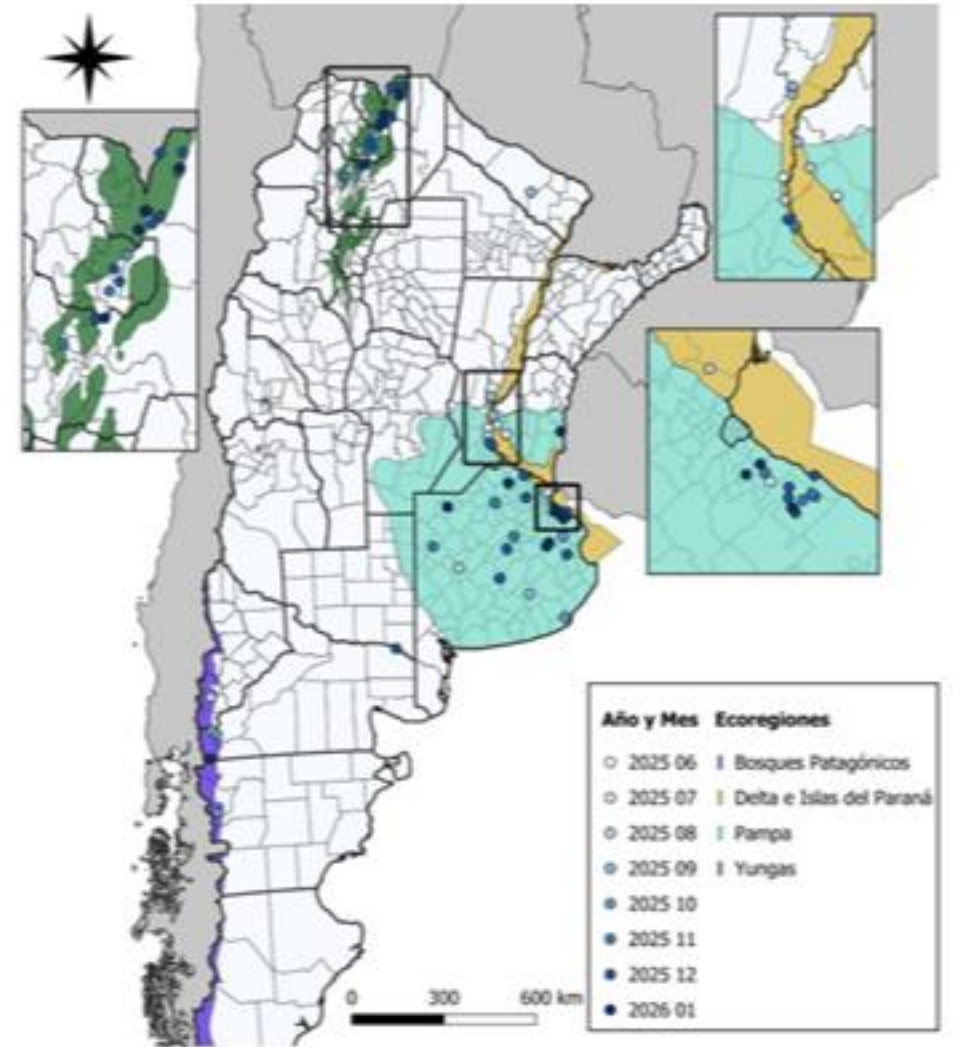 Año y Mes Ecoregiones
2025 06 Bosques Patagónicos
2025 07 Delta e Islas del Paraná
2025 08 Pampa
2025 09 Yungas
2025 10
2025 11
2025 12
2026 01
0 300 600 km